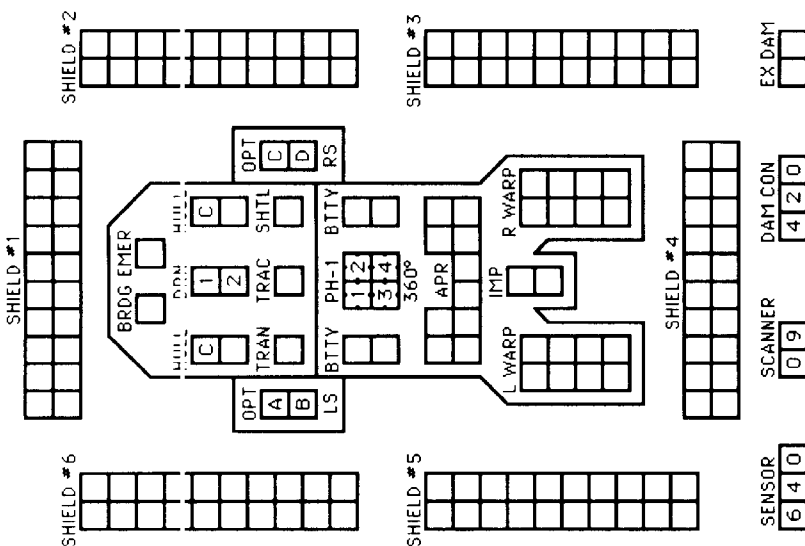 SHIELD #1
SHIELD #2
SHIELD #6
BRDG EMER
C 1 C
2
OPT
A
B
LS
TRAN TRAC SHTL
OPT
C
D
RS
BTTY PH-1 BTTY
1 2
3 4
360°
APR
SHIELD #5
SHIELD #3
L WARP IMP R WARP
SHIELD #4
SENSOR
6 4 0
SCANNER
0 9
DAM CON
4 2 0
EX DAM